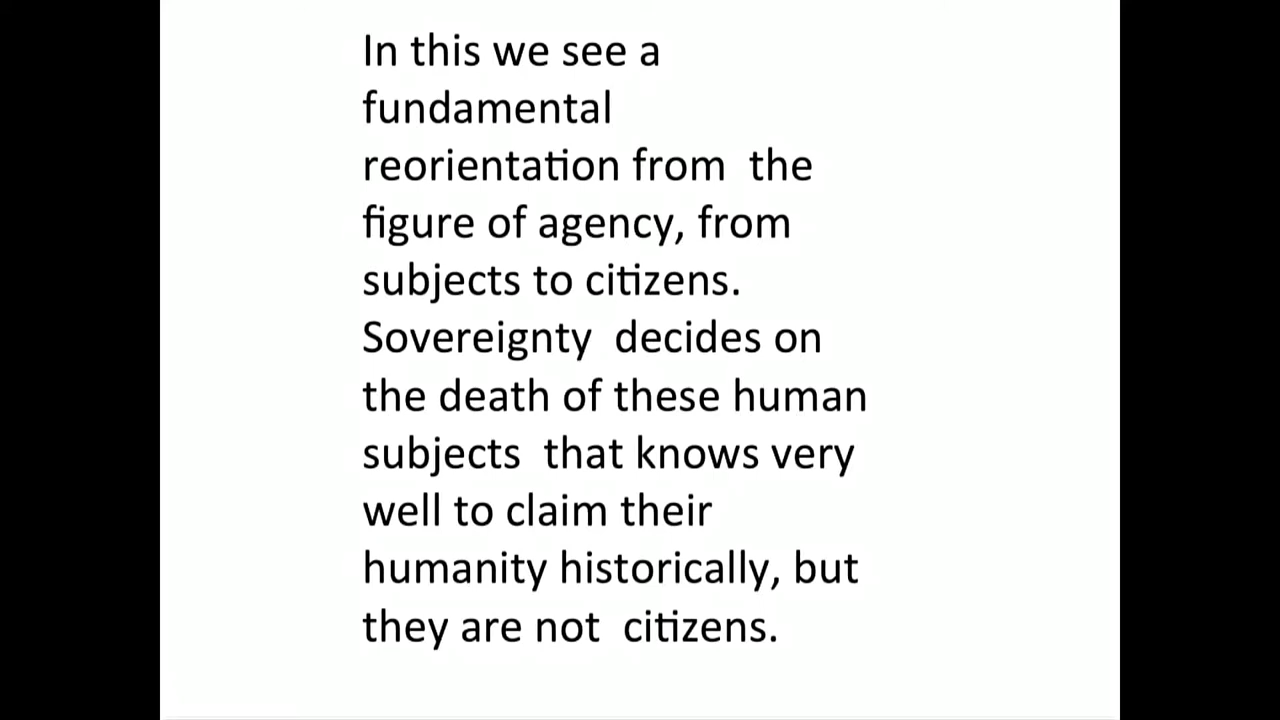 In this we see a
fundamental
reorientation from  the
figure of agency, from
subjects to citizens.
Sovereignty  decides on
the death of these human
subjects  that knows very
well to claim their
humanity historically, but
they are not  citizens.